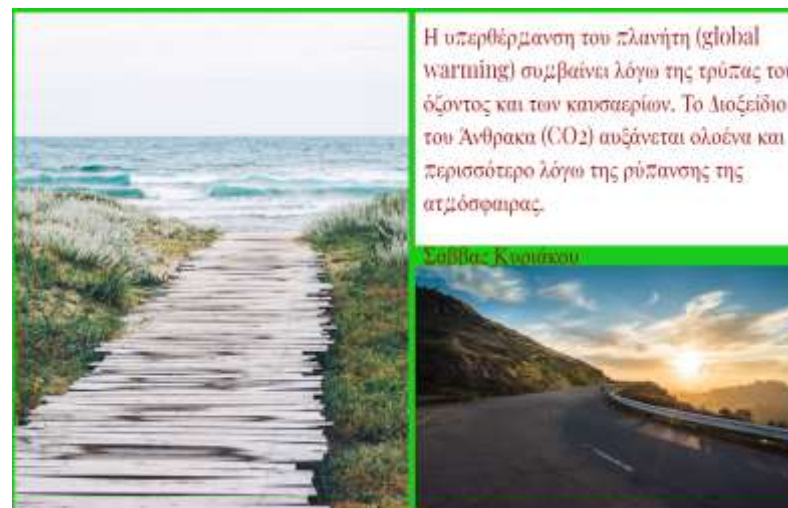 Η υπερθέρμανση του πλανήτη (global
warming) συμβαίνει λόγω της τρύπας του
όζοντος και των καυσαερίων. Το Διοξείδιο
του Άνθρακα (CO2) αυξάνεται ολοένα και
περισσότερο λόγω της ρύπανσης της
ατμόσφαιρας.
Σάββας Κυριάκου